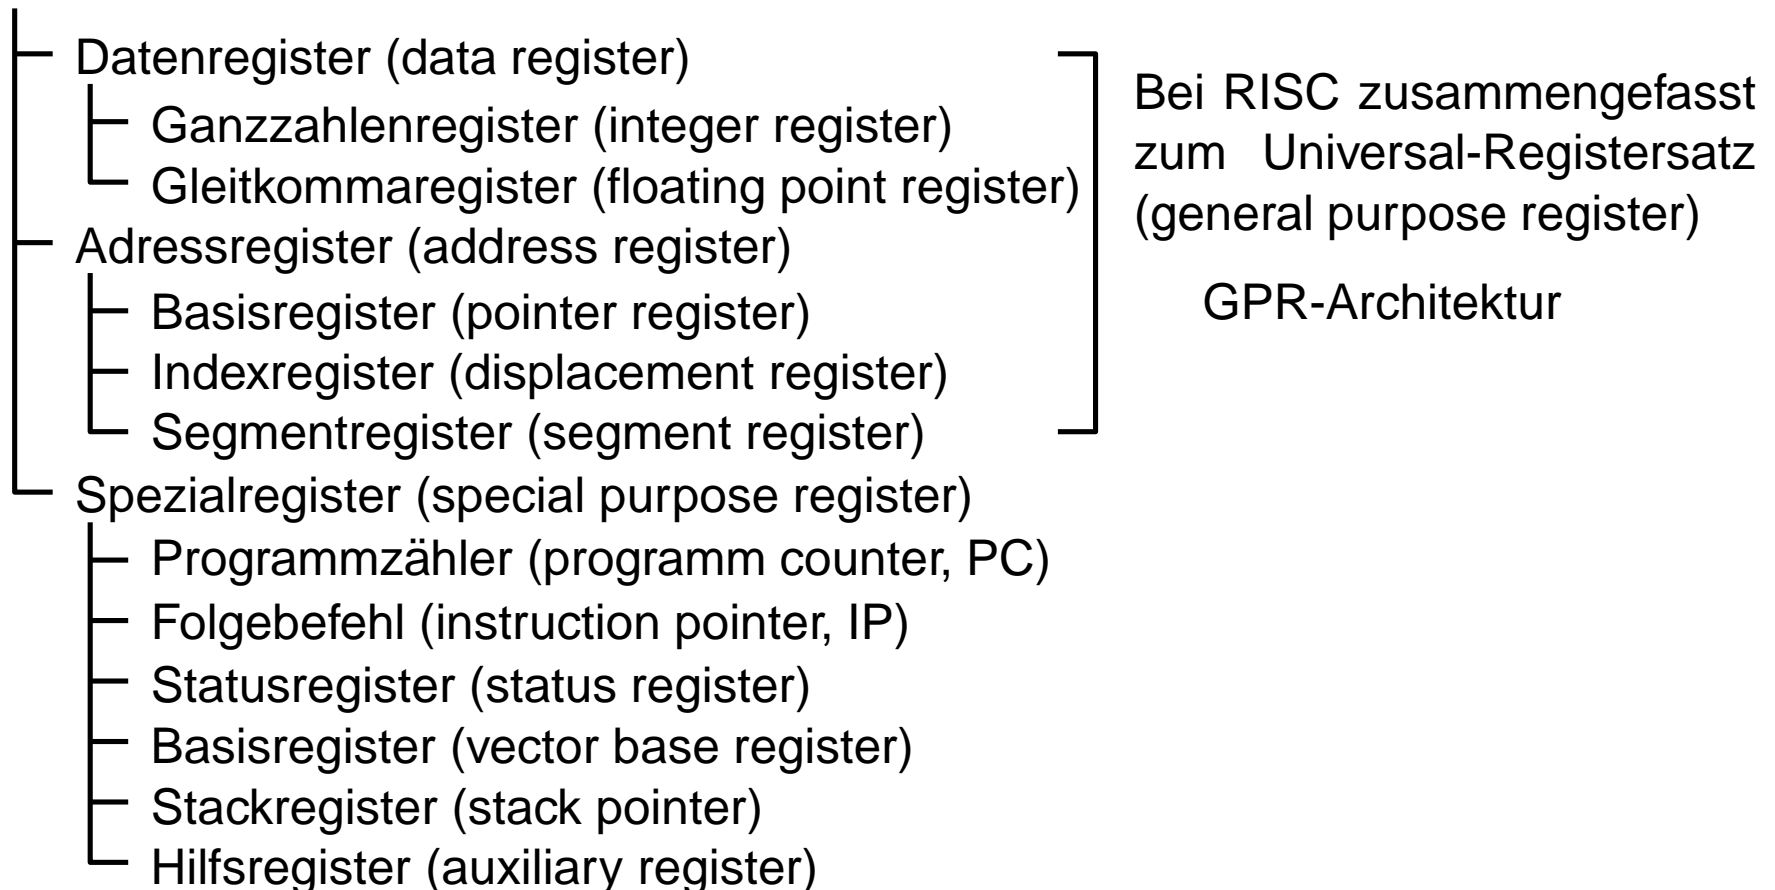 Datenregister (data register)
Ganzzahlenregister (integer register)
Gleitkommaregister (floating point register)
Adressregister (address register)
Basisregister (pointer register)
Indexregister (displacement register)
Segmentregister (segment register)
Spezialregister (special purpose register)
Programmzähler (programm counter, PC)
Folgebefehl (instruction pointer, IP)
Statusregister (status register)
Basisregister (vector base register)
Stackregister (stack pointer)
Hilfsregister (auxiliary register)
Bei RISC zusammengefasst
zum Universal-Registersatz
(general purpose register)
GPR-Architektur